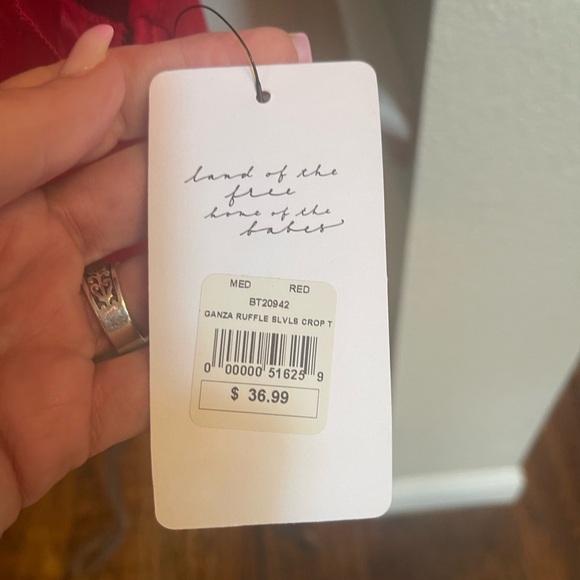 land of the
free
home of the
babes
MED RED
BT20942
GANZA RUFFLE SLVLS CROP T
0 00000 51625 9
$ 36.99